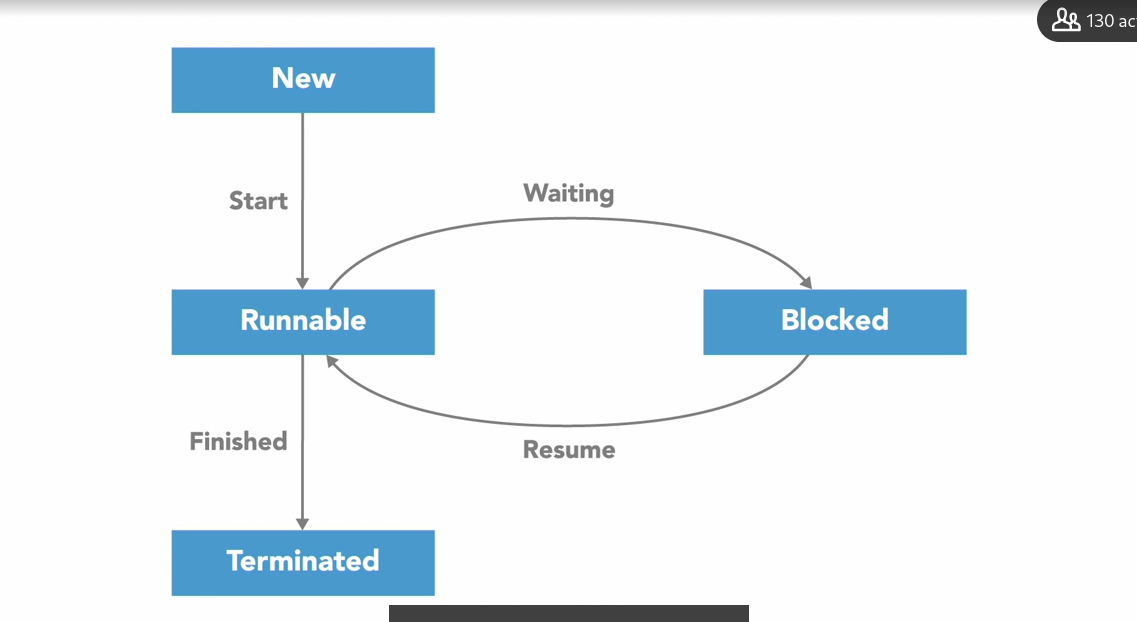 130 ac
New
Start
Waiting
Runnable
Blocked
Finished
Resume
Terminated